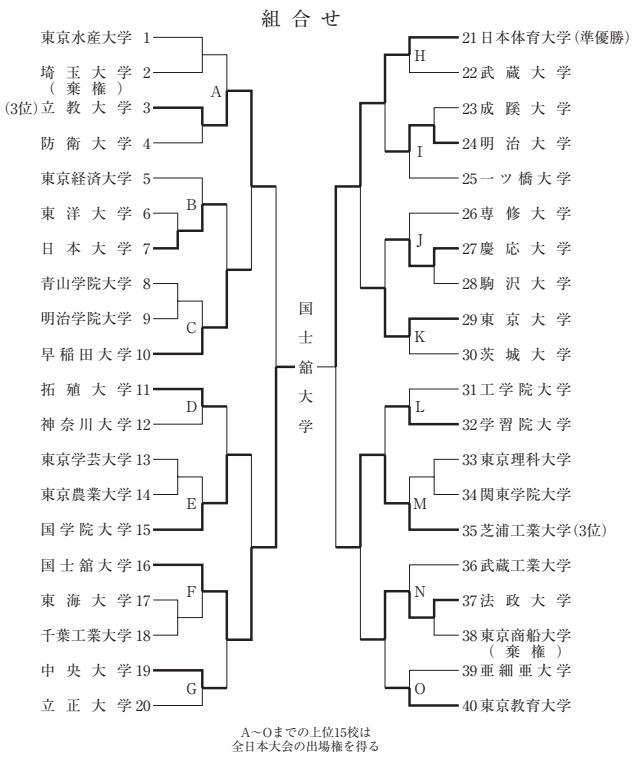 組合せ
東京水産大学 1
埼玉大学 2
(棄権)
(3位)立教大学 3
防衛大学 4
東京経済大学 5
東洋大学 6
日本大学 7
青山学院大学 8
明治学院大学 9
早稲田大学 10
拓殖大学 11
神奈川大学 12
東京学芸大学 13
東京農業大学 14
国学院大学 15
国士舘大学 16
東海大学 17
千葉工業大学 18
中央大学 19
立正大学 20
A
B
C
D
E
F
G
国士舘大学
H
I
J
K
L
M
N
O
21 日本体育大学(準優勝)
22 武蔵大学
23 成蹊大学
24 明治大学
25 一ツ橋大学
26 専修大学
27 慶応大学
28 駒沢大学
29 東京大学
30 茨城大学
31 工学院大学
32 学習院大学
33 東京理科大学
34 関東学院大学
35 芝浦工業大学(3位)
36 武蔵工業大学
37 法政大学
38 東京商船大学
(棄権)
39 亜細亜大学
40 東京教育大学
A〜Oまでの上位15校は
全日本大会の出場権を得る